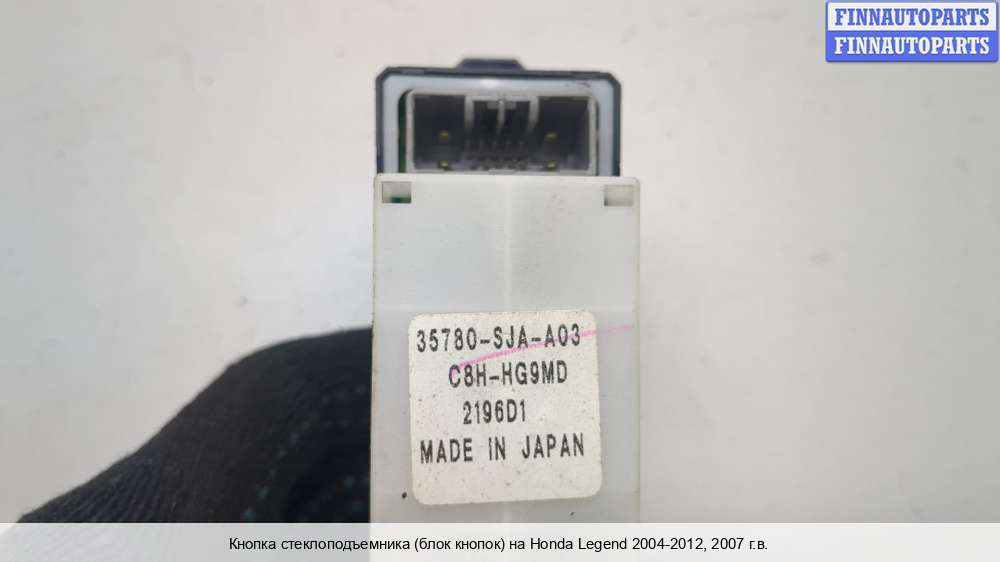 FINNAUTOPARTS
FINNAUTOPARTS
35780-SJA-A03
C8H-HG9MD
2196D1
MADE IN JAPAN
Кнопка стеклоподъемника (блок кнопок) на Honda Legend 2004-2012, 2007 г.в.